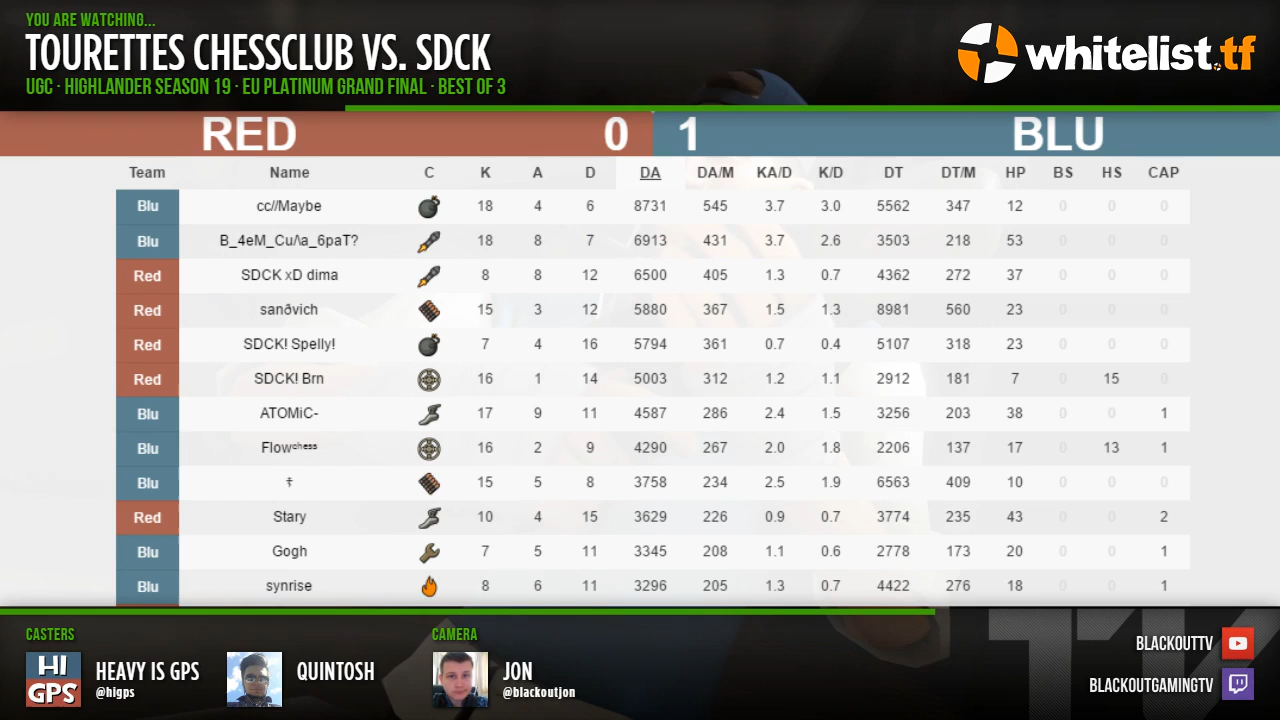 YOU ARE WATCHING...
TOURETTES CHESSCLUB VS. SDCK
UGC · HIGHLANDER SEASON 19 · EU PLATINUM GRAND FINAL · BEST OF 3
whitelist.tf
RED 0 1 BLU
Team Name C K A D DA DA/M KA/D K/D DT DT/M HP BS HS CAP
Blu cc//Maybe 18 4 6 8731 545 3.7 3.0 5562 347 12 0 0 0
Blu B_4eM_Cu/\a_6paT? 18 8 7 6913 431 3.7 2.6 3503 218 53 0 0 0
Red SDCK xD dima 8 8 12 6500 405 1.3 0.7 4362 272 37 0 0 0
Red sanðvich 15 3 12 5880 367 1.5 1.3 8981 560 23 0 0 0
Red SDCK! Spelly! 7 4 16 5794 361 0.7 0.4 5107 318 23 0 0 0
Red SDCK! Brn 16 1 14 5003 312 1.2 1.1 2912 181 7 0 15 0
Blu ATOMiC- 17 9 11 4587 286 2.4 1.5 3256 203 38 0 0 1
Blu Flowᶜʰᵉˢˢ 16 2 9 4290 267 2.0 1.8 2206 137 17 0 13 1
Blu † 15 5 8 3758 234 2.5 1.9 6563 409 10 0 0 0
Red Stary 10 4 15 3629 226 0.9 0.7 3774 235 43 0 0 2
Blu Gogh 7 5 11 3345 208 1.1 0.6 2778 173 20 0 0 1
Blu synrise 8 6 11 3296 205 1.3 0.7 4422 276 18 0 0 1
CASTERS
HI
GPS
HEAVY IS GPS
@higps
QUINTOSH
CAMERA
JON
@blackoutjon
BLACKOUTTV
BLACKOUTGAMINGTV